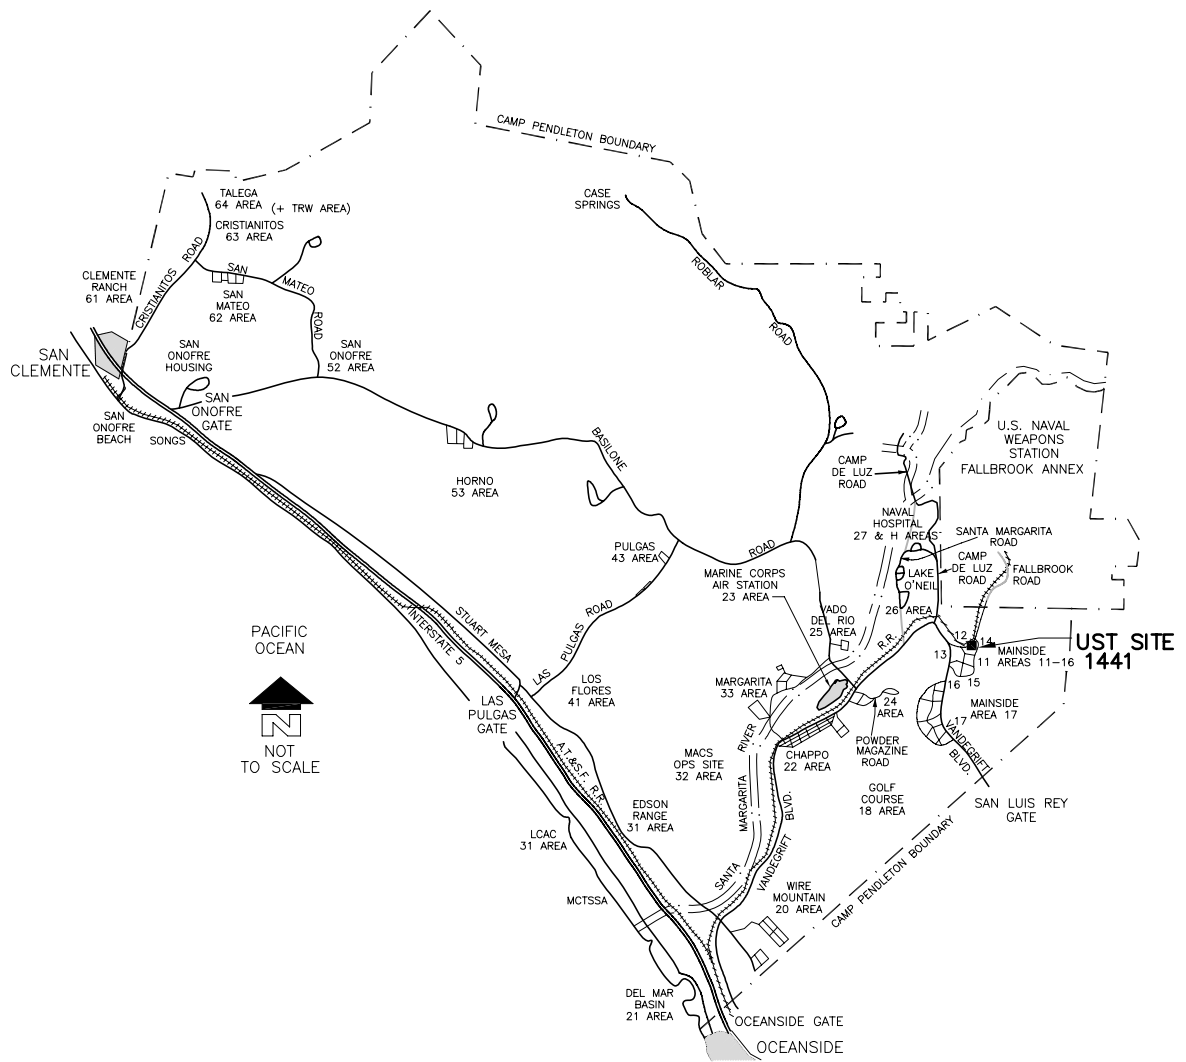 CAMP PENDLETON BOUNDARY
TALEGA
64 AREA
(+ TRW AREA)
CRISTIANITOS
63 AREA
CASE
SPRINGS
CRISTIANITOS ROAD
SAN MATEO ROAD
ROBLAR ROAD
CLEMENTE
RANCH
61 AREA
SAN
MATEO
62 AREA
SAN
CLEMENTE
SAN
ONOFRE
HOUSING
SAN
ONOFRE
52 AREA
SAN
ONOFRE
GATE
SAN
ONOFRE
BEACH
SONGS
U.S. NAVAL
WEAPONS
STATION
FALLBROOK ANNEX
BASILONE ROAD
CAMP
DE LUZ
ROAD
HORNO
53 AREA
NAVAL
HOSPITAL
27 & H AREAS
SANTA MARGARITA
ROAD
PULGAS
43 AREA
CAMP
DE LUZ
ROAD
LAKE
O'NEIL
FALLBROOK
ROAD
MARINE CORPS
AIR STATION
23 AREA
26 AREA
VADO
DEL RIO
25 AREA
STUART MESA
INTERSTATE 5
LAS PULGAS ROAD
R.R.
PACIFIC
OCEAN
12
14
13
11
15
16
17
MAINSIDE
AREAS 11-16
UST SITE
1441
N
NOT
TO SCALE
LAS
PULGAS
GATE
LOS
FLORES
41 AREA
MARGARITA
33 AREA
24
AREA
MAINSIDE
AREA 17
POWDER
MAGAZINE
ROAD
VANDEGRIFT
BLVD.
MACS
OPS SITE
32 AREA
CHAPPO
22 AREA
A.T.&S.F. R.R.
SANTA MARGARITA RIVER
VANDEGRIFT BLVD.
GOLF
COURSE
18 AREA
SAN LUIS REY
GATE
EDSON
RANGE
31 AREA
LCAC
31 AREA
CAMP PENDLETON BOUNDARY
MCTSSA
WIRE
MOUNTAIN
20 AREA
DEL MAR
BASIN
21 AREA
OCEANSIDE GATE
OCEANSIDE